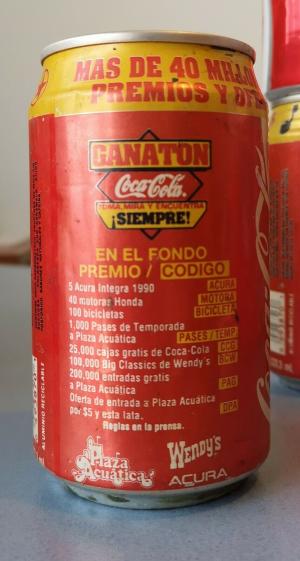 MAS DE 40 MILLO
PREMIOS Y
GANATON
Coca-Cola
TOMA, MIRA Y ENCUENTRA
¡SIEMPRE!
EN EL FONDO
PREMIO / CODIGO
5 Acura Integra 1990 ACURA
40 motoras Honda MOTORA
100 bicicletas BICICLETA
1,000 Pases de Temporada
a Plaza Acuática PASES/TEMP
25,000 cajas gratis de Coca-Cola CCG
100,000 Big Classics de Wendy's BCW
200,000 entradas gratis
a Plaza Acuática PAG
Oferta de entrada a Plaza Acuática
por $5 y esta lata. OPA
Reglas en la prensa.
Plaza Acuática
WENDY'S
ACURA
ALUMINIO RECICLABLE